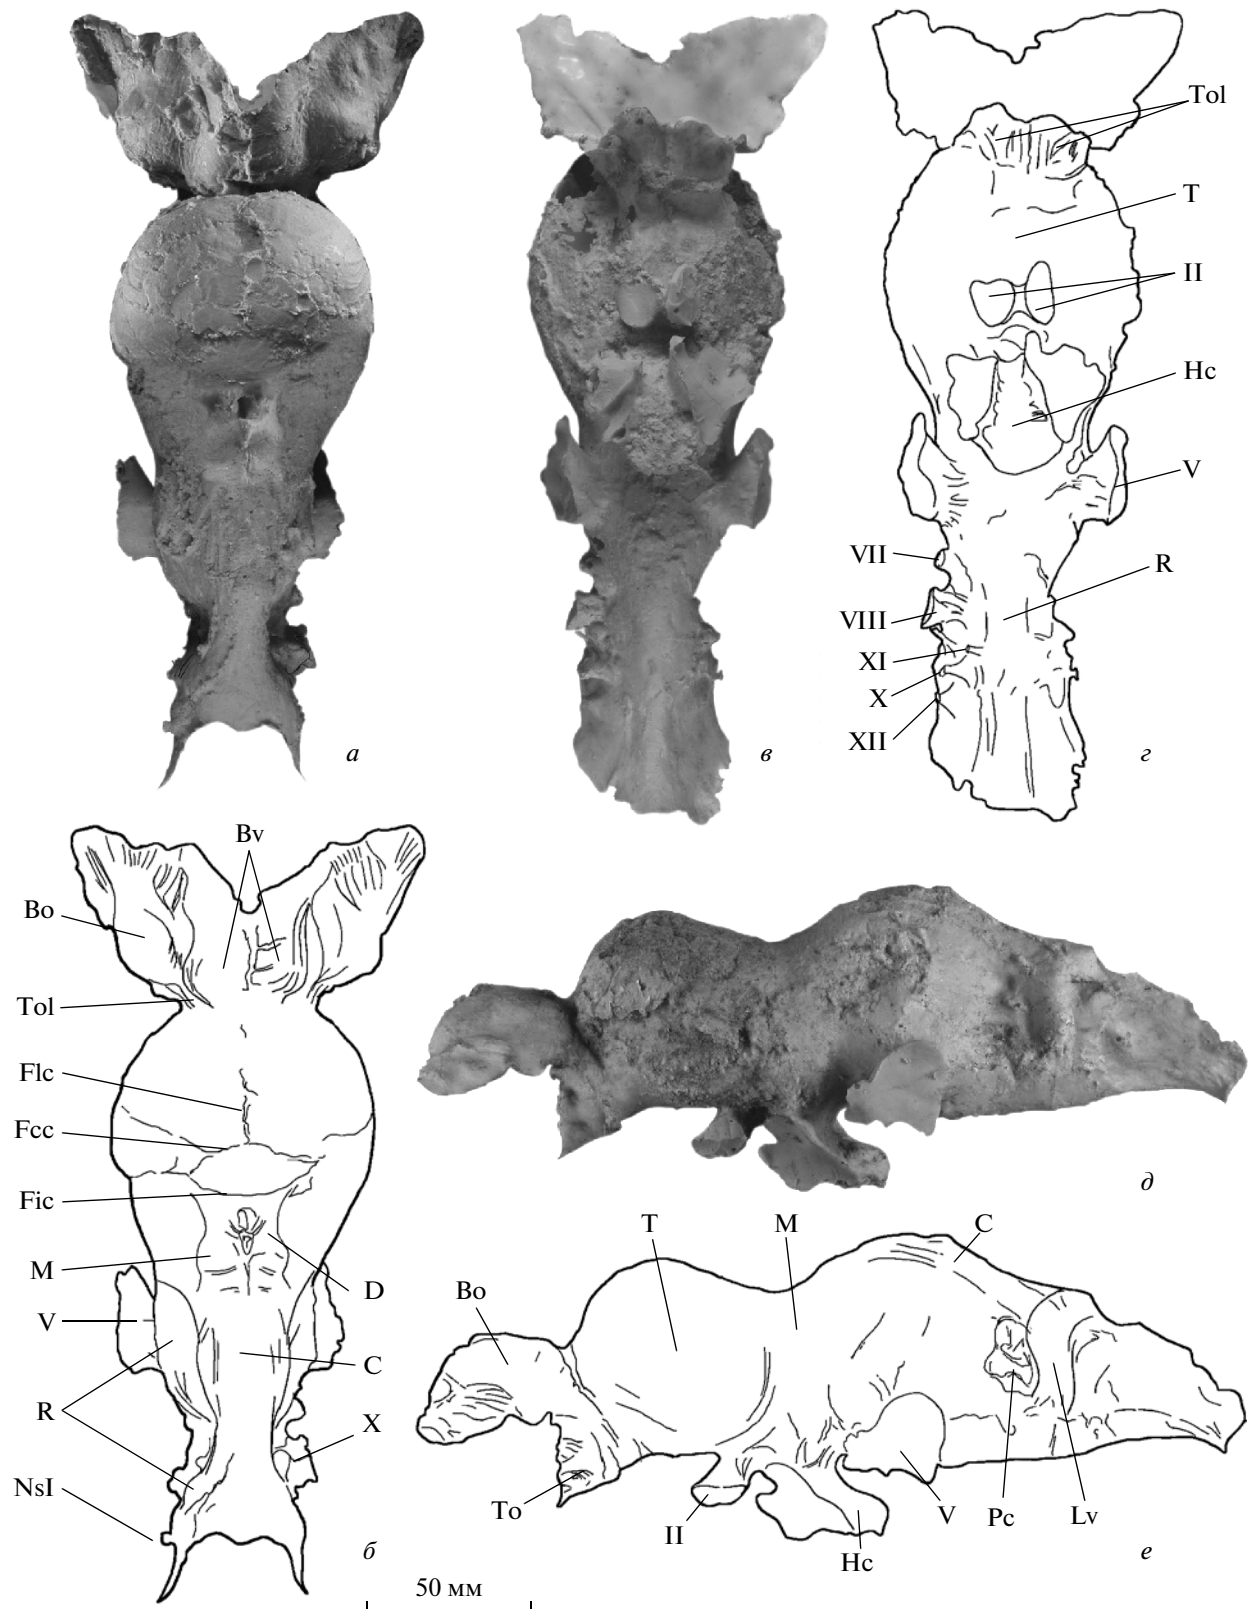 Tol
T
II
Hc
V
VII
R
VIII
XI
X
XII
а
в
г
Bv
Bo
Tol
Flc
Fcc
Fic
M
D
V
C
R
X
NsI
б
д
T
M
C
Bo
To
II
Hc
V
Pc
Lv
е
50 мм